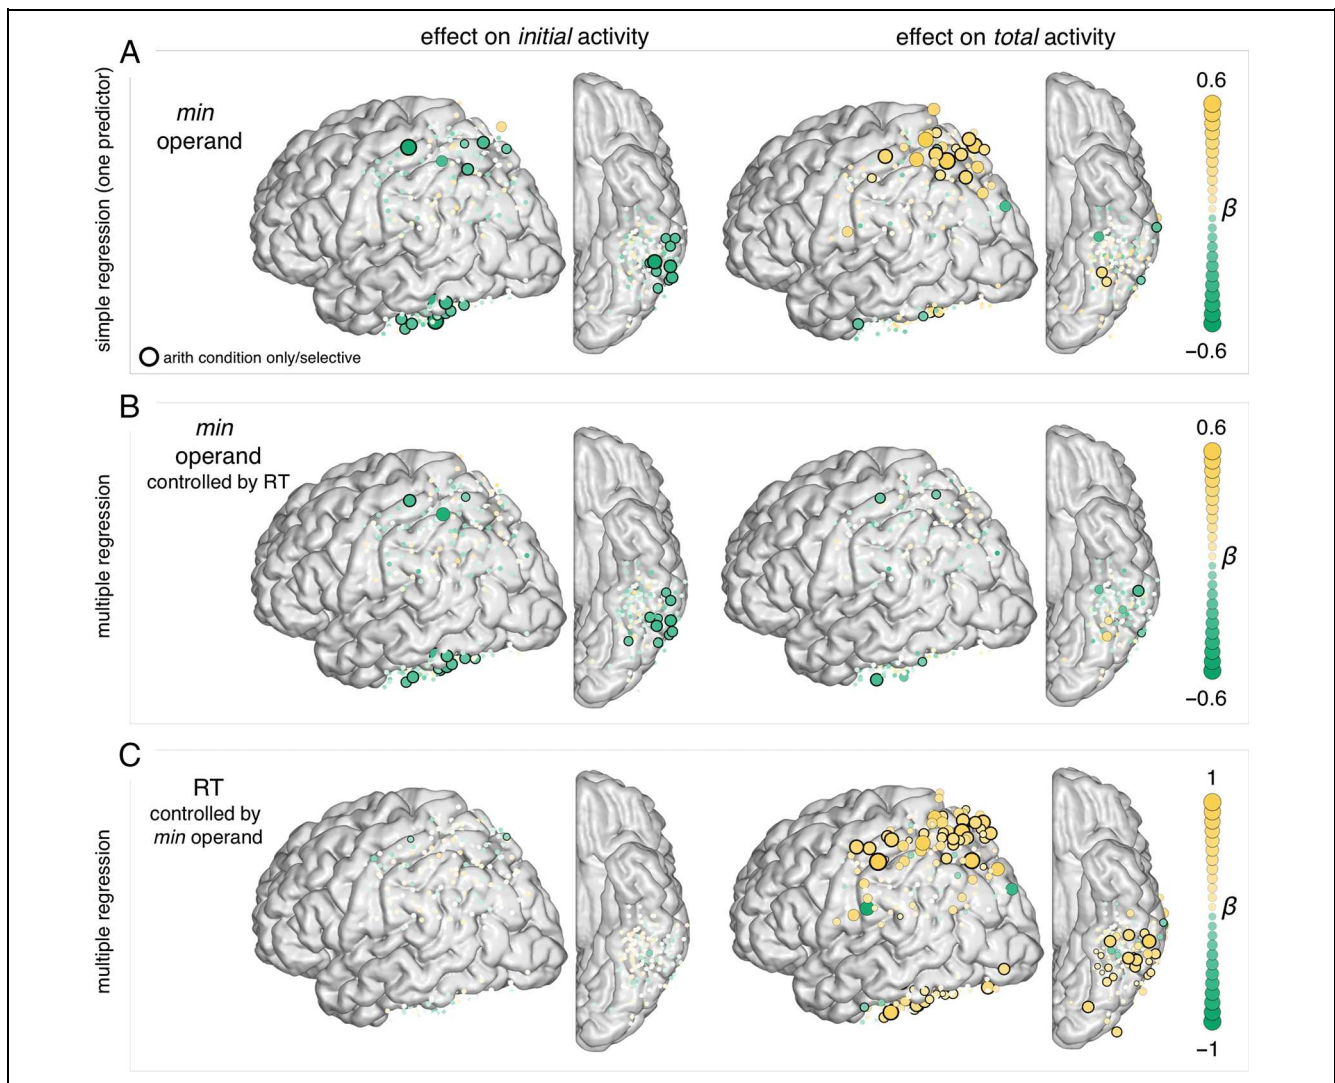 effect on initial activity
effect on total activity
A
simple regression (one predictor)
min
operand
arith condition only/selective
0.6
β
−0.6
B
multiple regression
min
operand
controlled by RT
0.6
β
−0.6
C
multiple regression
RT
controlled by
min operand
1
β
−1